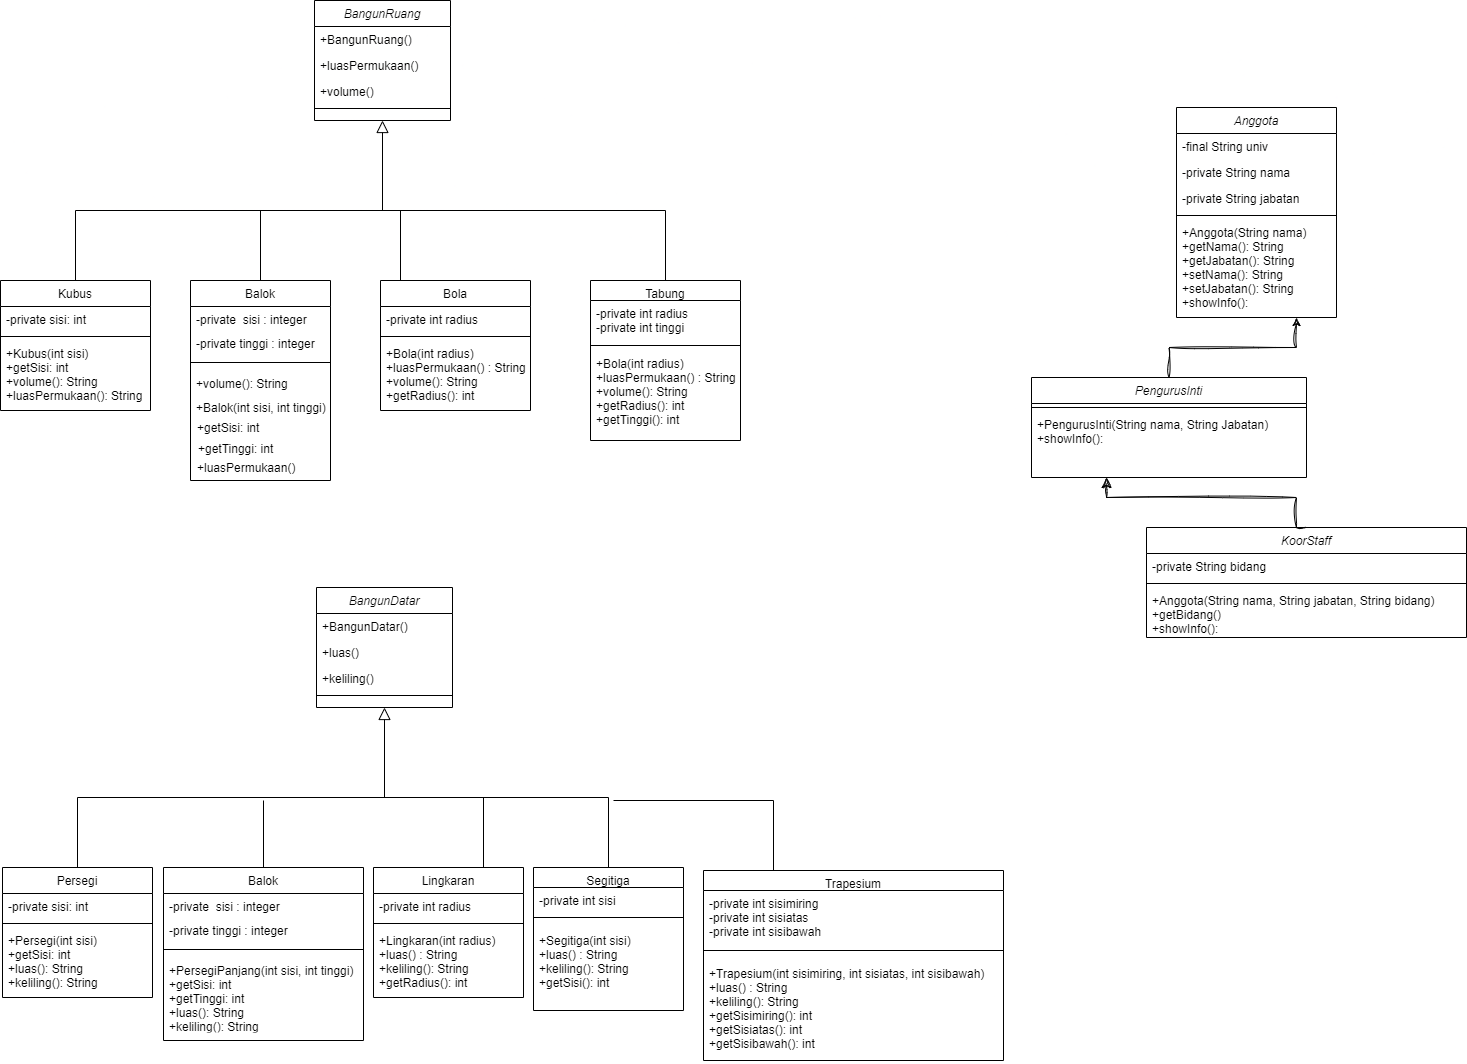 BangunRuang
+BangunRuang()
+luasPermukaan()
+volume()
Kubus
-private sisi: int
+Kubus(int sisi)
+getSisi: int
+volume(): String
+luasPermukaan(): String
Balok
-private  sisi : integer
-private tinggi : integer
+volume(): String
+Balok(int sisi, int tinggi)
+getSisi: int
+getTinggi: int
+luasPermukaan()
Bola
-private int radius
+Bola(int radius)
+luasPermukaan() : String
+volume(): String
+getRadius(): int
Tabung
-private int radius
-private int tinggi
+Bola(int radius)
+luasPermukaan() : String
+volume(): String
+getRadius(): int
+getTinggi(): int
Anggota
-final String univ
-private String nama
-private String jabatan
+Anggota(String nama)
+getNama(): String
+getJabatan(): String
+setNama(): String
+setJabatan(): String
+showInfo():
PengurusInti
+PengurusInti(String nama, String Jabatan)
+showInfo():
KoorStaff
-private String bidang
+Anggota(String nama, String jabatan, String bidang)
+getBidang()
+showInfo():
BangunDatar
+BangunDatar()
+luas()
+keliling()
Persegi
-private sisi: int
+Persegi(int sisi)
+getSisi: int
+luas(): String
+keliling(): String
Balok
-private  sisi : integer
-private tinggi : integer
+PersegiPanjang(int sisi, int tinggi)
+getSisi: int
+getTinggi: int
+luas(): String
+keliling(): String
Lingkaran
-private int radius
+Lingkaran(int radius)
+luas() : String
+keliling(): String
+getRadius(): int
Segitiga
-private int sisi
+Segitiga(int sisi)
+luas() : String
+keliling(): String
+getSisi(): int
Trapesium
-private int sisimiring
-private int sisiatas
-private int sisibawah
+Trapesium(int sisimiring, int sisiatas, int sisibawah)
+luas() : String
+keliling(): String
+getSisimiring(): int
+getSisiatas(): int
+getSisibawah(): int